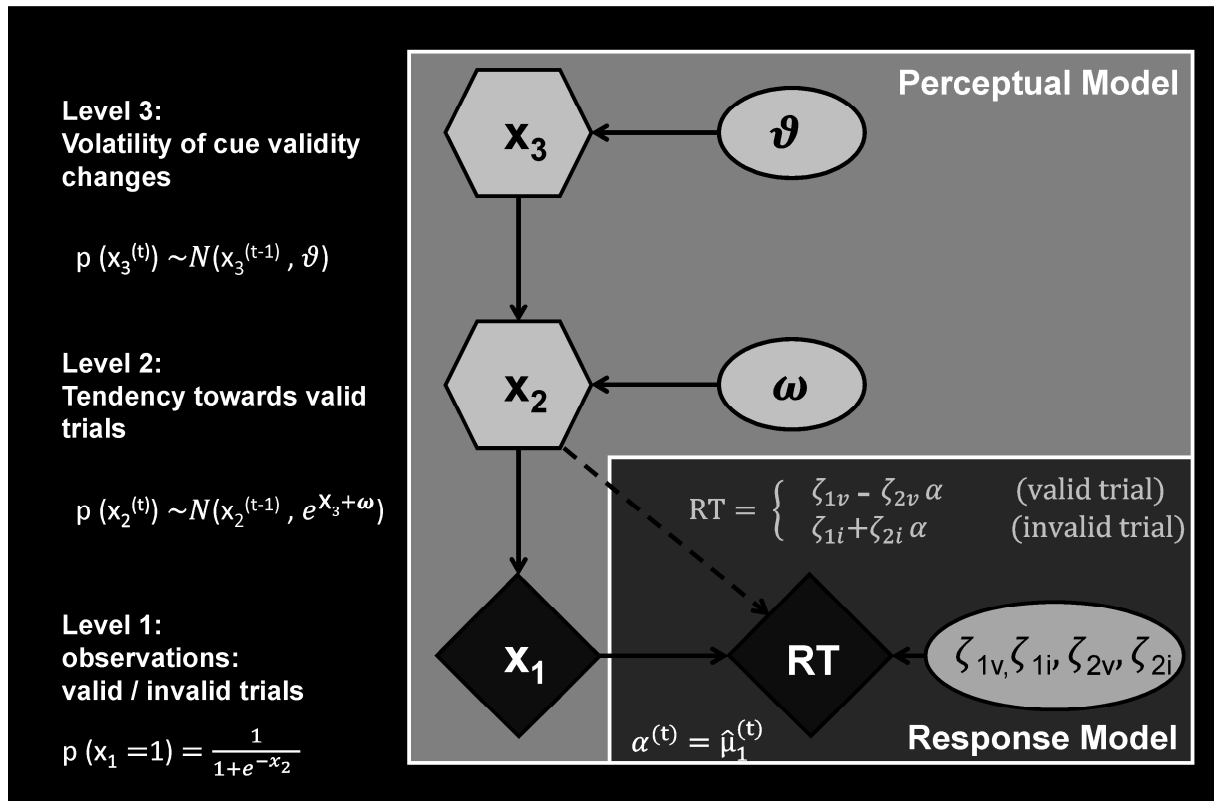 Perceptual Model
Level 3:
Volatility of cue validity
changes
p (x₃⁽ᵗ⁾) ~N(x₃⁽ᵗ⁻¹⁾ , ϑ)
x₃
ϑ
Level 2:
Tendency towards valid
trials
p (x₂⁽ᵗ⁾) ~N(x₂⁽ᵗ⁻¹⁾ , e^{x₃+ω})
x₂
ω
RT = { ζ₁ᵥ - ζ₂ᵥ α (valid trial)
ζ₁ᵢ+ζ₂ᵢ α (invalid trial)
Level 1:
observations:
valid / invalid trials
p (x₁ =1) = 1/(1+e^{-x₂})
x₁
RT
ζ₁ᵥ, ζ₁ᵢ, ζ₂ᵥ, ζ₂ᵢ
α⁽ᵗ⁾ = μ̂₁⁽ᵗ⁾
Response Model